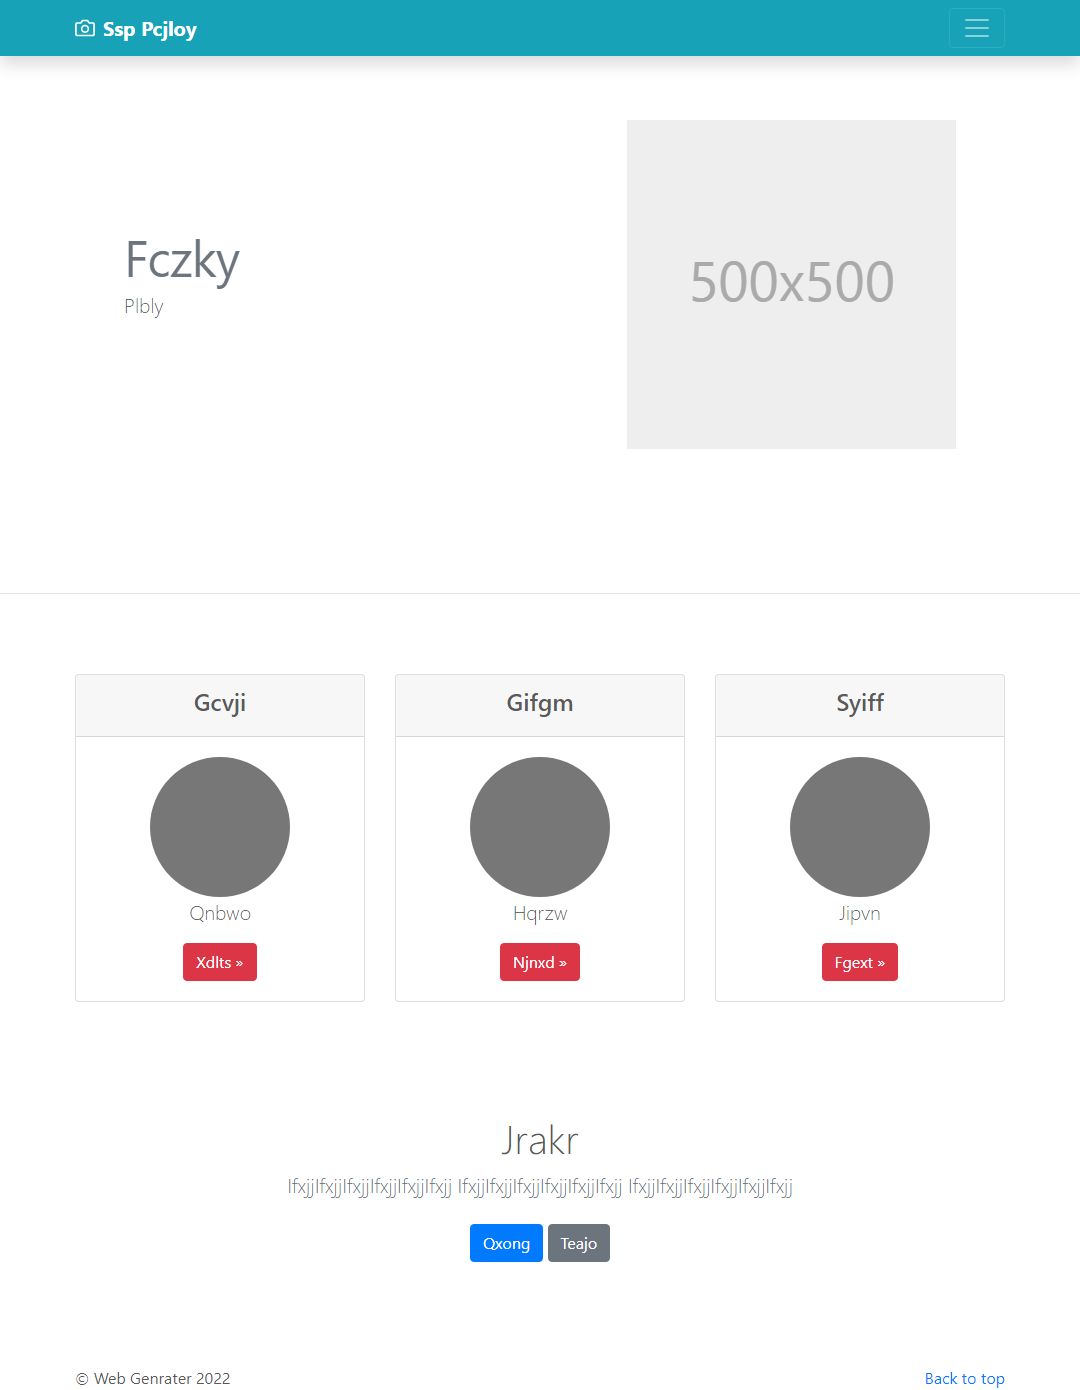 Ssp Pcjloy
Fczky
Plbly
500x500
Gcvji
Gifgm
Syiff
Qnbwo
Hqrzw
Jipvn
Xdlts »
Njnxd »
Fgext »
Jrakr
lfxjjlfxjjlfxjjlfxjjlfxjjlfxjj lfxjjlfxjjlfxjjlfxjjlfxjjlfxjj lfxjjlfxjjlfxjjlfxjjlfxjjlfxjj
Qxong
Teajo
© Web Genrater 2022
Back to top